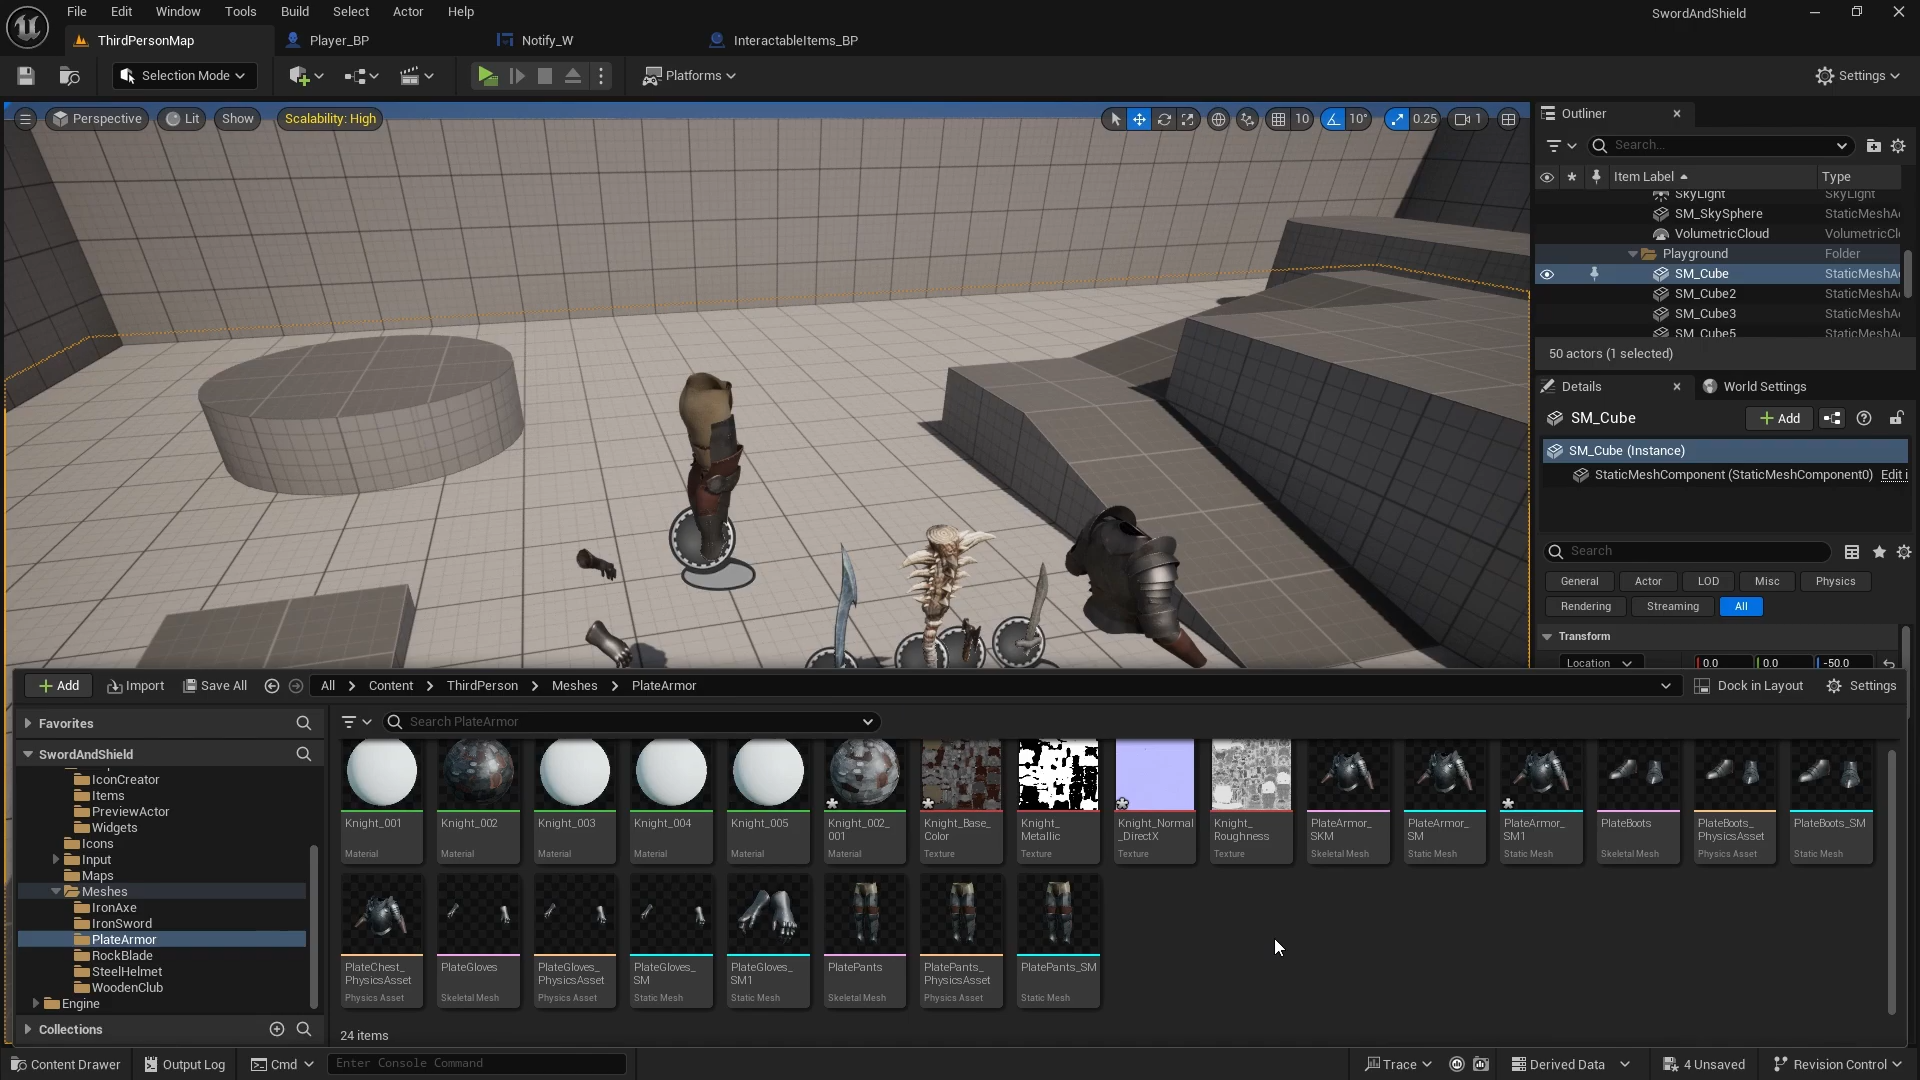 File Edit Window Tools Build Select Actor Help
SwordAndShield
ThirdPersonMap
Player_BP
Notify_W
InteractableItems_BP
Selection Mode
Platforms
Settings
Perspective
Lit
Show
Scalability: High
10
10°
0.25
1
Outliner
Search...
Item Label
Type
SkyLight SkyLight
SM_SkySphere StaticMeshA
VolumetricCloud VolumetricCl
Playground Folder
SM_Cube StaticMeshA
SM_Cube2 StaticMeshA
SM_Cube3 StaticMeshA
SM_Cube5 StaticMeshA
50 actors (1 selected)
Details
World Settings
SM_Cube
Add
SM_Cube (Instance)
StaticMeshComponent (StaticMeshComponent0) Edit i
Search
General Actor LOD Misc Physics
Rendering Streaming All
Transform
Location 0.0 0.0 -50.0
Add
Import
Save All
All > Content > ThirdPerson > Meshes > PlateArmor
Dock in Layout
Settings
Favorites
SwordAndShield
IconCreator
Items
PreviewActor
Widgets
Icons
Input
Maps
Meshes
IronAxe
IronSword
PlateArmor
RockBlade
SteelHelmet
WoodenClub
Engine
Collections
Search PlateArmor
Knight_001
Material
Knight_002
Material
Knight_003
Material
Knight_004
Material
Knight_005
Material
Knight_002
_001
Material
Knight_Base_
Color
Texture
Knight_
Metallic
Texture
Knight_Normal
_DirectX
Texture
Knight_
Roughness
Texture
PlateArmor_
SKM
Skeletal Mesh
PlateArmor_
SM
Static Mesh
PlateArmor_
SM1
Static Mesh
PlateBoots
Skeletal Mesh
PlateBoots_
PhysicsAsset
Physics Asset
PlateBoots_SM
Static Mesh
PlateChest_
PhysicsAsset
Physics Asset
PlateGloves
Skeletal Mesh
PlateGloves_
PhysicsAsset
Physics Asset
PlateGloves_
SM
Static Mesh
PlateGloves_
SM1
Static Mesh
PlatePants
Skeletal Mesh
PlatePants_
PhysicsAsset
Physics Asset
PlatePants_SM
Static Mesh
24 items
Content Drawer
Output Log
Cmd
Enter Console Command
Trace
Derived Data
4 Unsaved
Revision Control